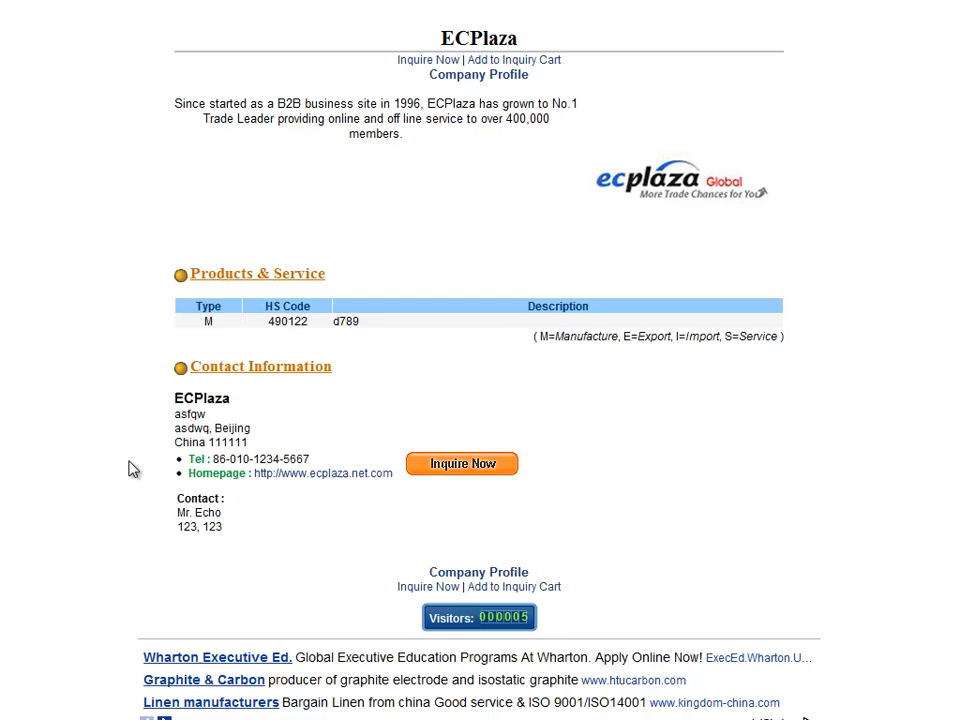 ECPlaza
Inquire Now | Add to Inquiry Cart
Company Profile
Since started as a B2B business site in 1996, ECPlaza has grown to No.1
Trade Leader providing online and off line service to over 400,000
members.
ecplaza Global
More Trade Chances for You
Products & Service
Type HS Code Description
M 490122 d789
( M=Manufacture, E=Export, I=Import, S=Service )
Contact Information
ECPlaza
asfqw
asdwq, Beijing
China 111111
• Tel : 86-010-1234-5667
• Homepage : http://www.ecplaza.net.com
Inquire Now
Contact :
Mr. Echo
123, 123
Company Profile
Inquire Now | Add to Inquiry Cart
Visitors: 000005
Wharton Executive Ed. Global Executive Education Programs At Wharton. Apply Online Now! ExecEd.Wharton.U...
Graphite & Carbon producer of graphite electrode and isostatic graphite www.htucarbon.com
Linen manufacturers Bargain Linen from china Good service & ISO 9001/ISO14001 www.kingdom-china.com